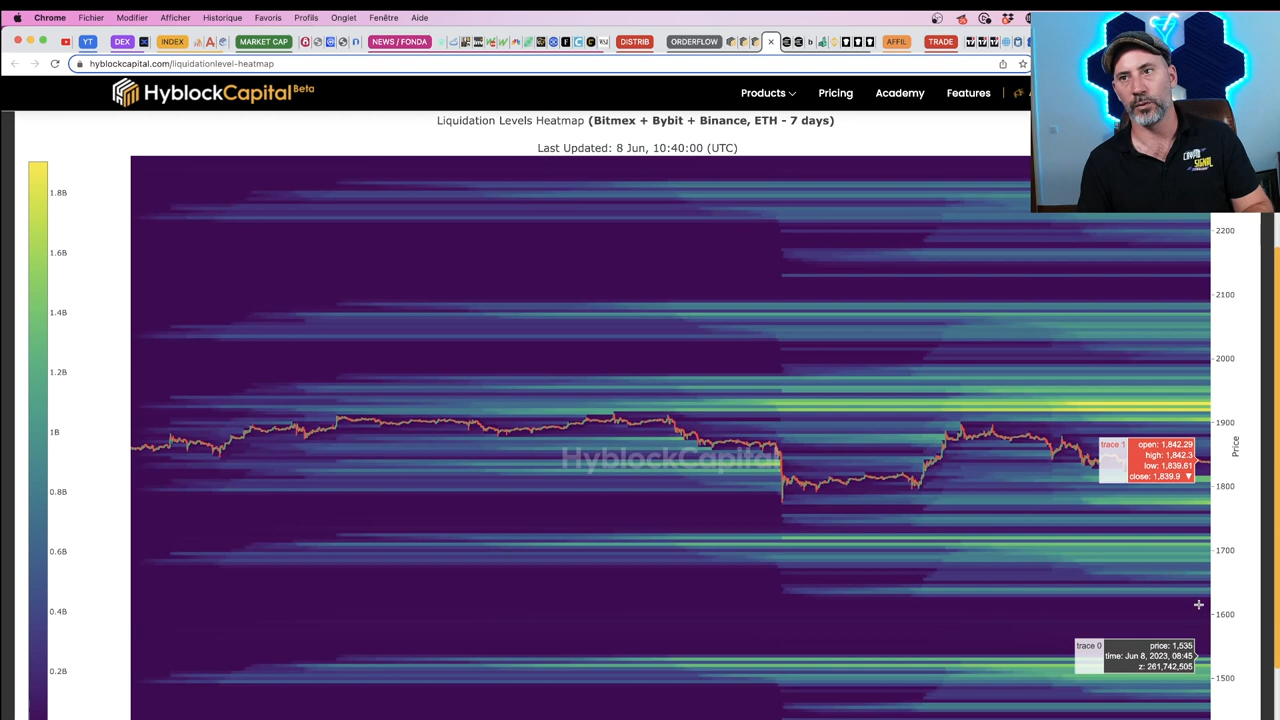 Chrome Fichier Modifier Afficher Historique Favoris Profils Onglet Fenêtre Aide
YT DEX INDEX MARKET CAP NEWS / FONDA DISTRIB ORDERFLOW AFFIL TRADE
hyblockcapital.com/liquidationlevel-heatmap
HyblockCapital Beta Products Pricing Academy Features
Liquidation Levels Heatmap (Bitmex + Bybit + Binance, ETH - 7 days)
Last Updated: 8 Jun, 10:40:00 (UTC)
CRYPTO
SIGNAL
1.8B
1.6B
1.4B
1.2B
1B
0.8B
0.6B
0.4B
0.2B
HyblockCapital
2200
2100
2000
1900
1800
1700
1600
1500
Price
trace 1
open: 1,842.29
high: 1,842.3
low: 1,839.61
close: 1,839.9 ▼
trace 0
price: 1,535
time: Jun 8, 2023, 08:45
z: 261,742,505